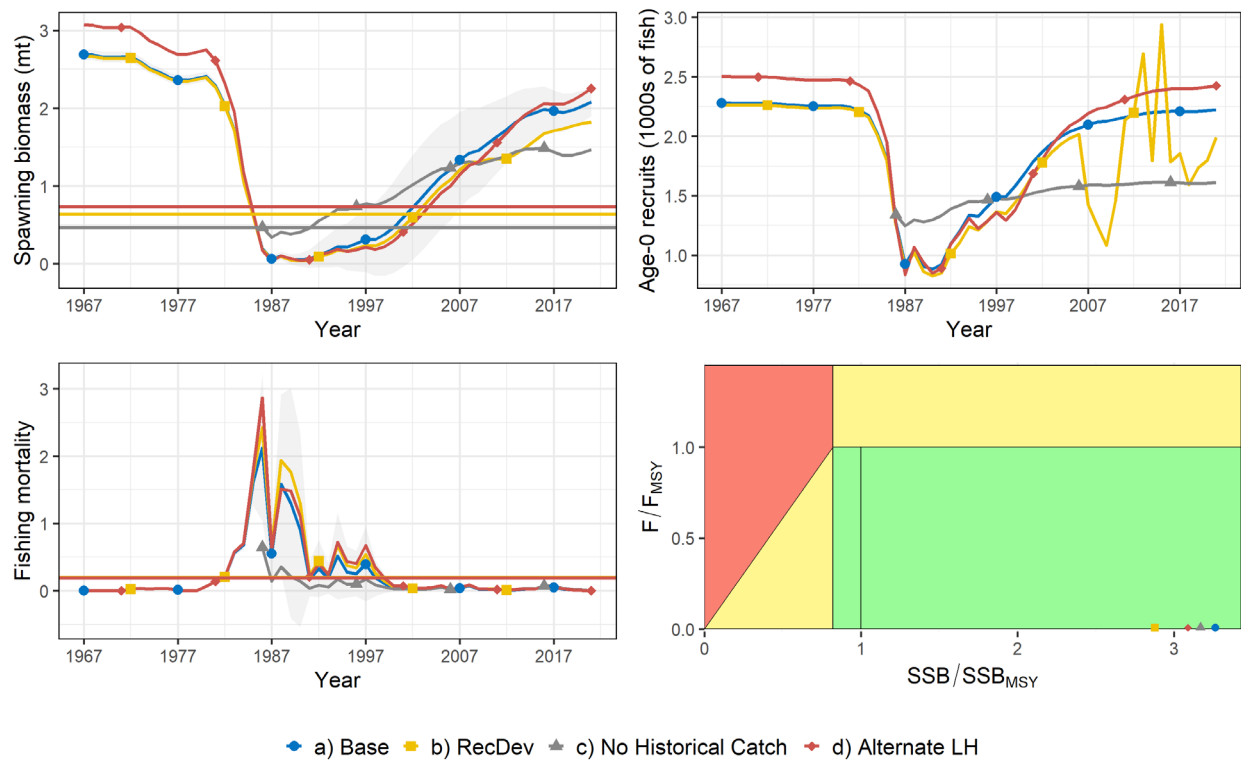 Spawning biomass (mt)
3
2
1
0
1967 1977 1987 1997 2007 2017
Year
Age-0 recruits (1000s of fish)
3.0
2.5
2.0
1.5
1.0
1967 1977 1987 1997 2007 2017
Year
Fishing mortality
3
2
1
0
1967 1977 1987 1997 2007 2017
Year
F/FMSY
1.0
0.5
0.0
0 1 2 3
SSB/SSBMSY
a) Base b) RecDev c) No Historical Catch d) Alternate LH